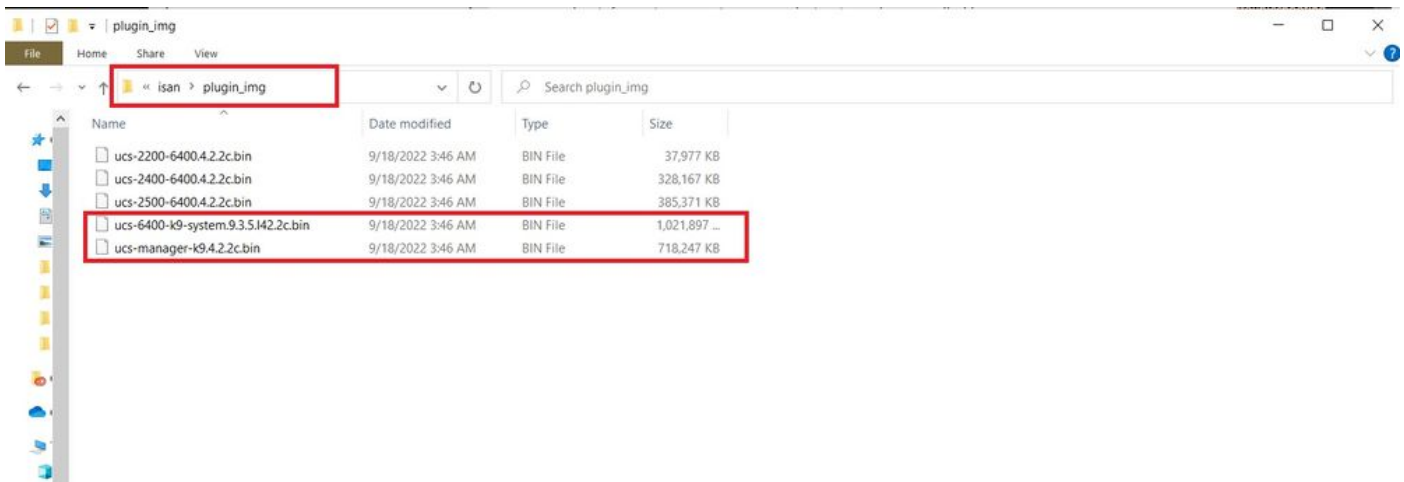 plugin_img
File Home Share View
« isan > plugin_img
Search plugin_img
Name Date modified Type Size
ucs-2200-6400.4.2.2c.bin 9/18/2022 3:46 AM BIN File 37,977 KB
ucs-2400-6400.4.2.2c.bin 9/18/2022 3:46 AM BIN File 328,167 KB
ucs-2500-6400.4.2.2c.bin 9/18/2022 3:46 AM BIN File 385,371 KB
ucs-6400-k9-system.9.3.5.I42.2c.bin 9/18/2022 3:46 AM BIN File 1,021,897 ...
ucs-manager-k9.4.2.2c.bin 9/18/2022 3:46 AM BIN File 718,247 KB